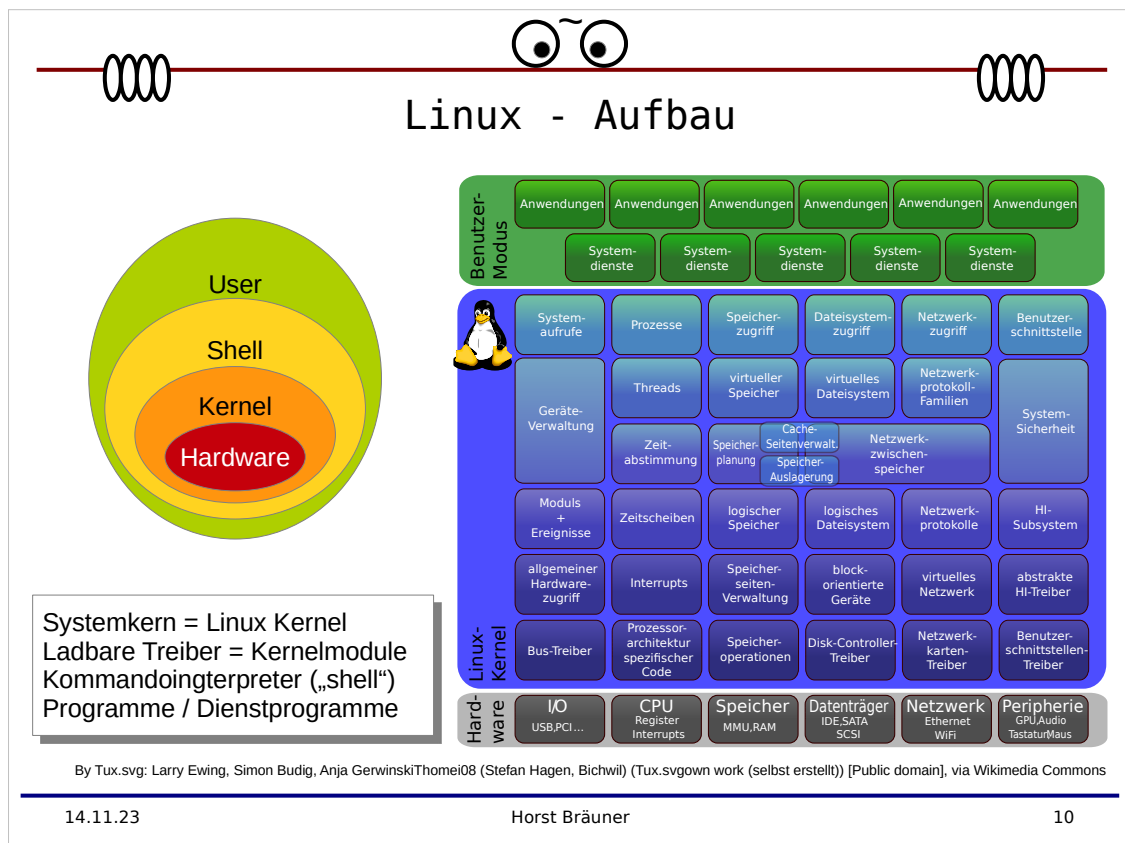 ~
Linux - Aufbau
User
Shell
Kernel
Hardware
Systemkern = Linux Kernel
Ladbare Treiber = Kernelmodule
Kommandoingterpreter („shell“)
Programme / Dienstprogramme
Benutzer-
Modus
Anwendungen Anwendungen Anwendungen Anwendungen Anwendungen Anwendungen
System-
dienste
System-
dienste
System-
dienste
System-
dienste
System-
dienste
Linux-
Kernel
System-
aufrufe
Prozesse
Speicher-
zugriff
Dateisystem-
zugriff
Netzwerk-
zugriff
Benutzer-
schnittstelle
Geräte-
Verwaltung
Threads
virtueller
Speicher
virtuelles
Dateisystem
Netzwerk-
protokoll-
Familien
System-
Sicherheit
Zeit-
abstimmung
Speicher-
planung
Cache-
Seitenverwalt.
Speicher-
Auslagerung
Netzwerk-
zwischen-
speicher
Moduls
+
Ereignisse
Zeitscheiben
logischer
Speicher
logisches
Dateisystem
Netzwerk-
protokolle
HI-
Subsystem
allgemeiner
Hardware-
zugriff
Interrupts
Speicher-
seiten-
Verwaltung
block-
orientierte
Geräte
virtuelles
Netzwerk
abstrakte
HI-Treiber
Bus-Treiber
Prozessor-
architektur
spezifischer
Code
Speicher-
operationen
Disk-Controller-
Treiber
Netzwerk-
karten-
Treiber
Benutzer-
schnittstellen-
Treiber
Hard-
ware
I/O
USB,PCI...
CPU
Register
Interrupts
Speicher
MMU,RAM
Datenträger
IDE,SATA
SCSI
Netzwerk
Ethernet
WiFi
Peripherie
GPU,Audio
Tastatur,Maus
By Tux.svg: Larry Ewing, Simon Budig, Anja GerwinskiThomei08 (Stefan Hagen, Bichwil) (Tux.svgown work (selbst erstellt)) [Public domain], via Wikimedia Commons
14.11.23 Horst Bräuner 10